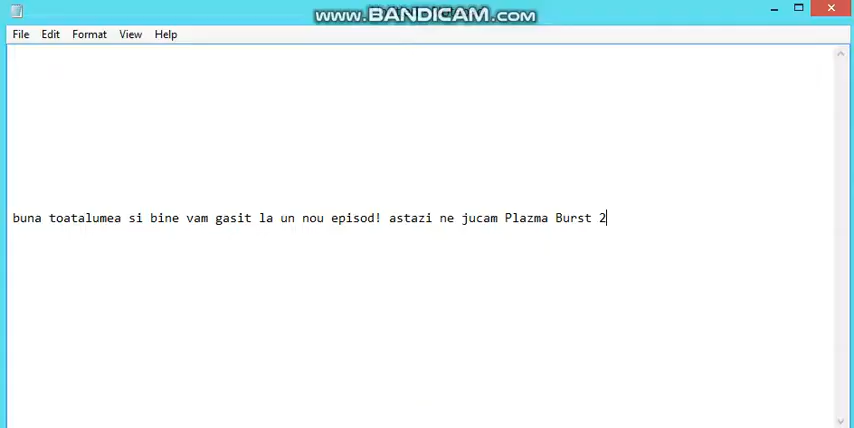 www.BANDICAM.com
File Edit Format View Help
buna toatalumea si bine vam gasit la un nou episod! astazi ne jucam Plazma Burst 2